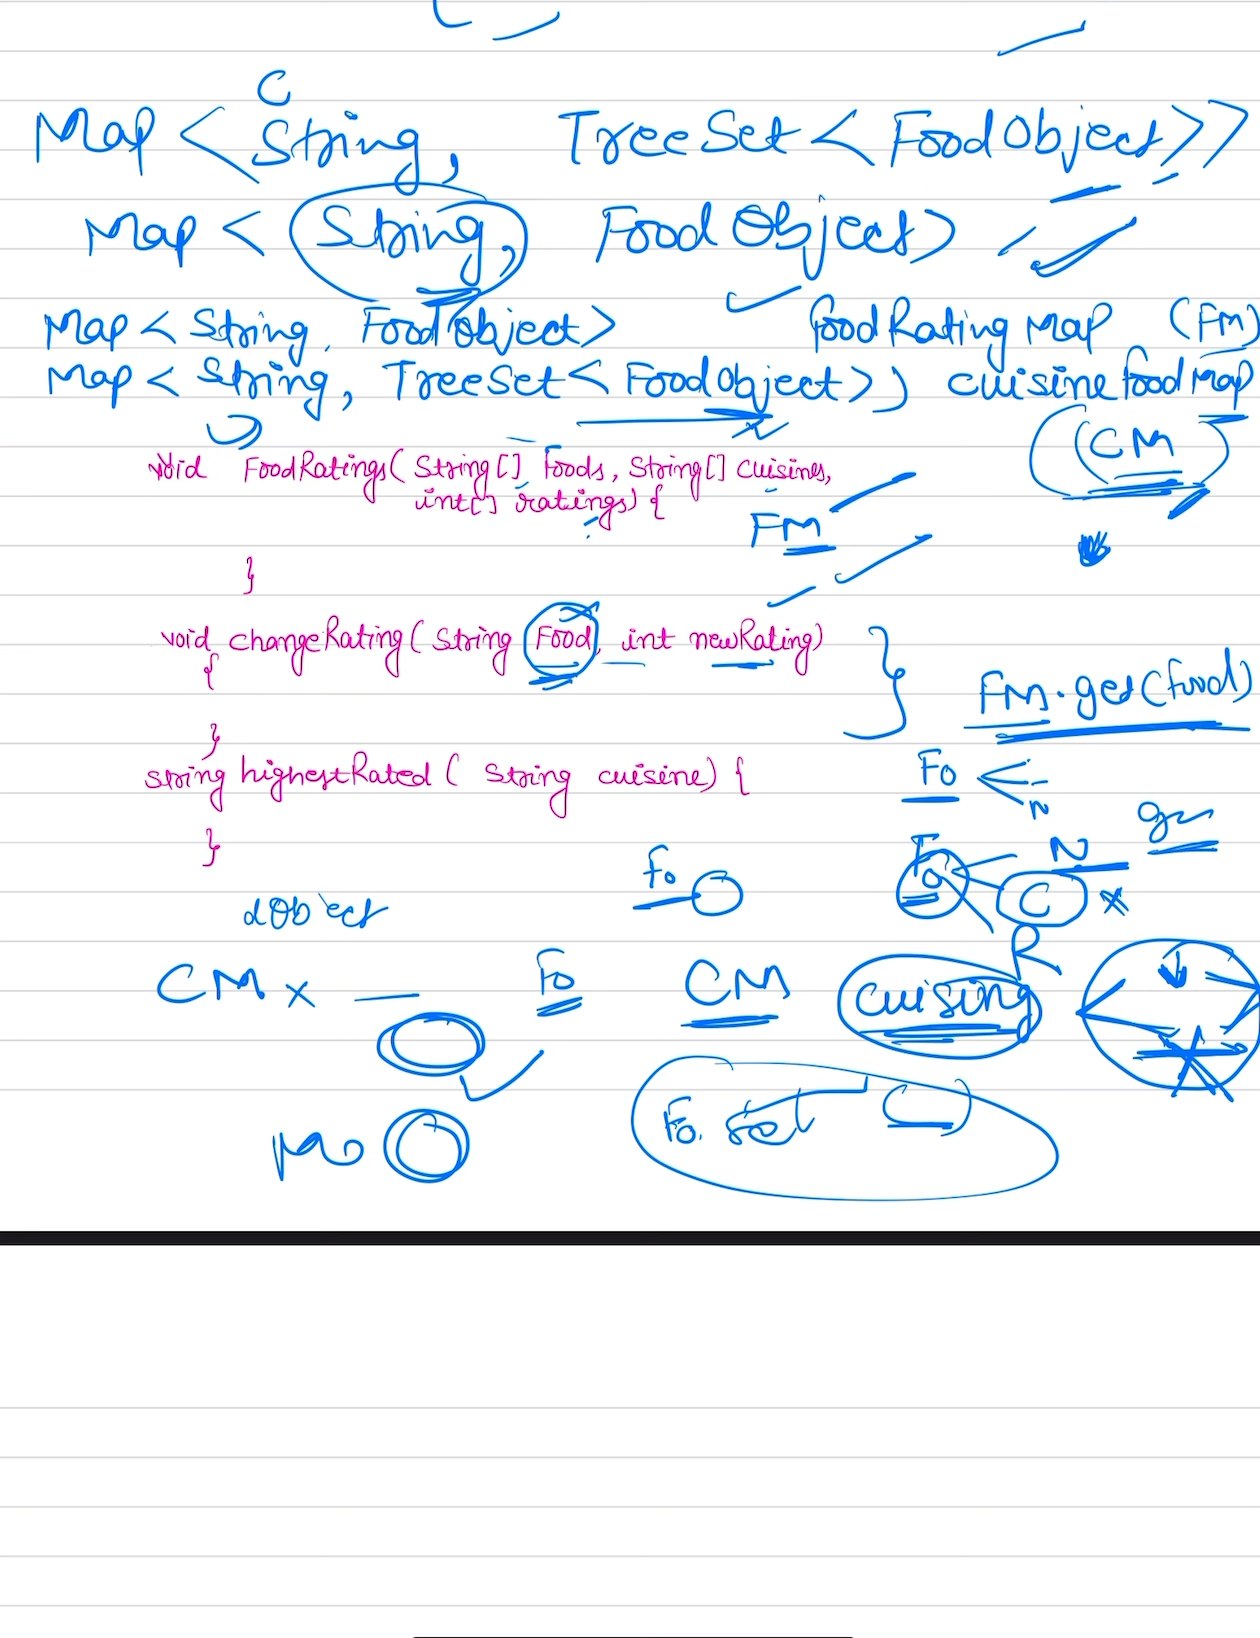 C
Map < String, TreeSet < FoodObject >>
Map < String, FoodObject >
Map < String, FoodObject > foodRating Map (FM)
Map < String, TreeSet < FoodObject >) cuisine food Map
(CM)
void FoodRatings( String[] foods, String[] cuisines,
int[] ratings) {
FM
}
void changeRating( String Food, int newRating)
{
FM.get(food)
}
string highestRated ( String cuisine) {
Fo
N
}
Fo
Fo
N
C
R
CM x Fo CM
Fo. set